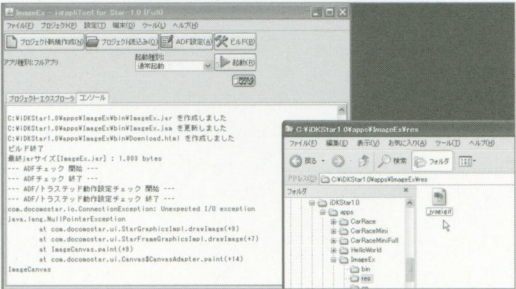 ImageEx - iαppliTool for Star-1.0 (Full)
ファイル(F) プロジェクト(P) 設定(T) 端末(D) ツール(L) ヘルプ(H)
プロジェクト新規作成(N) プロジェクト読込み(O) ADF設定(A) ビルド(B)
アプリ種別:フルアプリ
起動種別:
通常起動
起動(R)
プロジェクト・エクスプローラ コンソール
C:¥iDKStar1.0¥apps¥ImageEx¥bin¥ImageEx.jar を作成しました
C:¥iDKStar1.0¥apps¥ImageEx¥bin¥ImageEx.jam を更新しました
C:¥iDKStar1.0¥apps¥ImageEx¥bin¥Download.html を作成しました
ビルド終了
最終jarサイズ[ImageEx.jar] : 1,803 bytes
--- ADFチェック 開始 ---
--- ADFチェック 終了 ---
--- ADF/トラステッド動作設定チェック 開始 ---
--- ADF/トラステッド動作設定チェック 終了 ---
com.docomostar.io.ConnectionException: Unexpected I/O exception
java.lang.NullPointerException
at com.docomostar.ui.StarGraphicsImpl.drawImage(+9)
at com.docomostar.ui.StarFrameGraphicsImpl.drawImage(+7)
at ImageCanvas.paint(+8)
at com.docomostar.ui.Canvas$CanvasAdapter.paint(+14)
ImageCanvas
C:¥iDKStar1.0¥apps¥ImageEx¥res
ファイル(F) 編集(E) 表示(V) お気に入り(A) ツール(T) ヘルプ(H)
戻る 検索 フォルダ
アドレス(D) C:¥iDKStar1.0¥apps¥ImageEx¥res
フォルダ
iDKStar1.0
apps
CarRace
CarRaceMini
CarRaceMiniFull
HelloWorld
ImageEx
bin
res